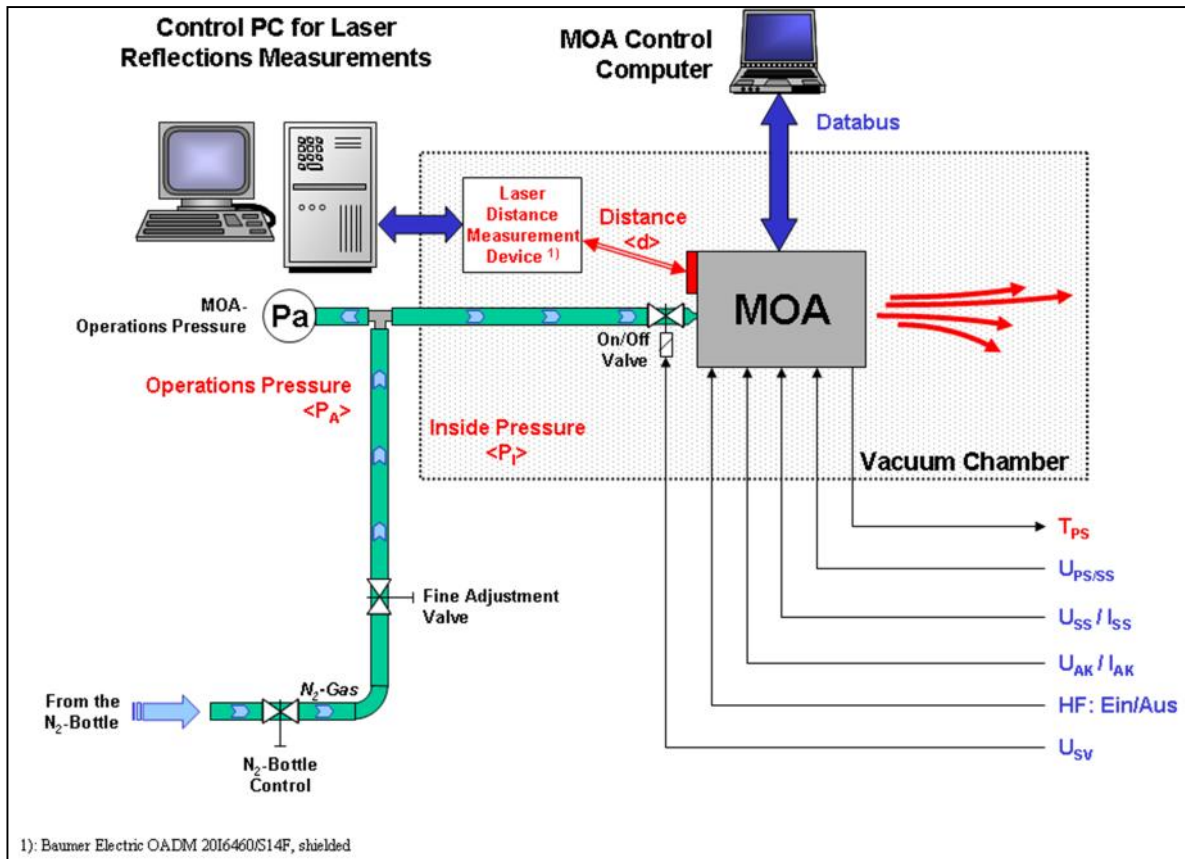 Control PC for Laser
Reflections Measurements
MOA Control
Computer
Databus
Laser
Distance
Measurement
Device 1)
Distance
<d>
MOA-
Operations Pressure
Pa
MOA
On/Off
Valve
Operations Pressure
<PA>
Inside Pressure
<PI>
Vacuum Chamber
TPS
UPS/SS
USS / ISS
UAK / IAK
HF: Ein/Aus
USV
Fine Adjustment
Valve
N2-Gas
From the
N2-Bottle
N2-Bottle
Control
1): Baumer Electric OADM 20I6460/S14F, shielded